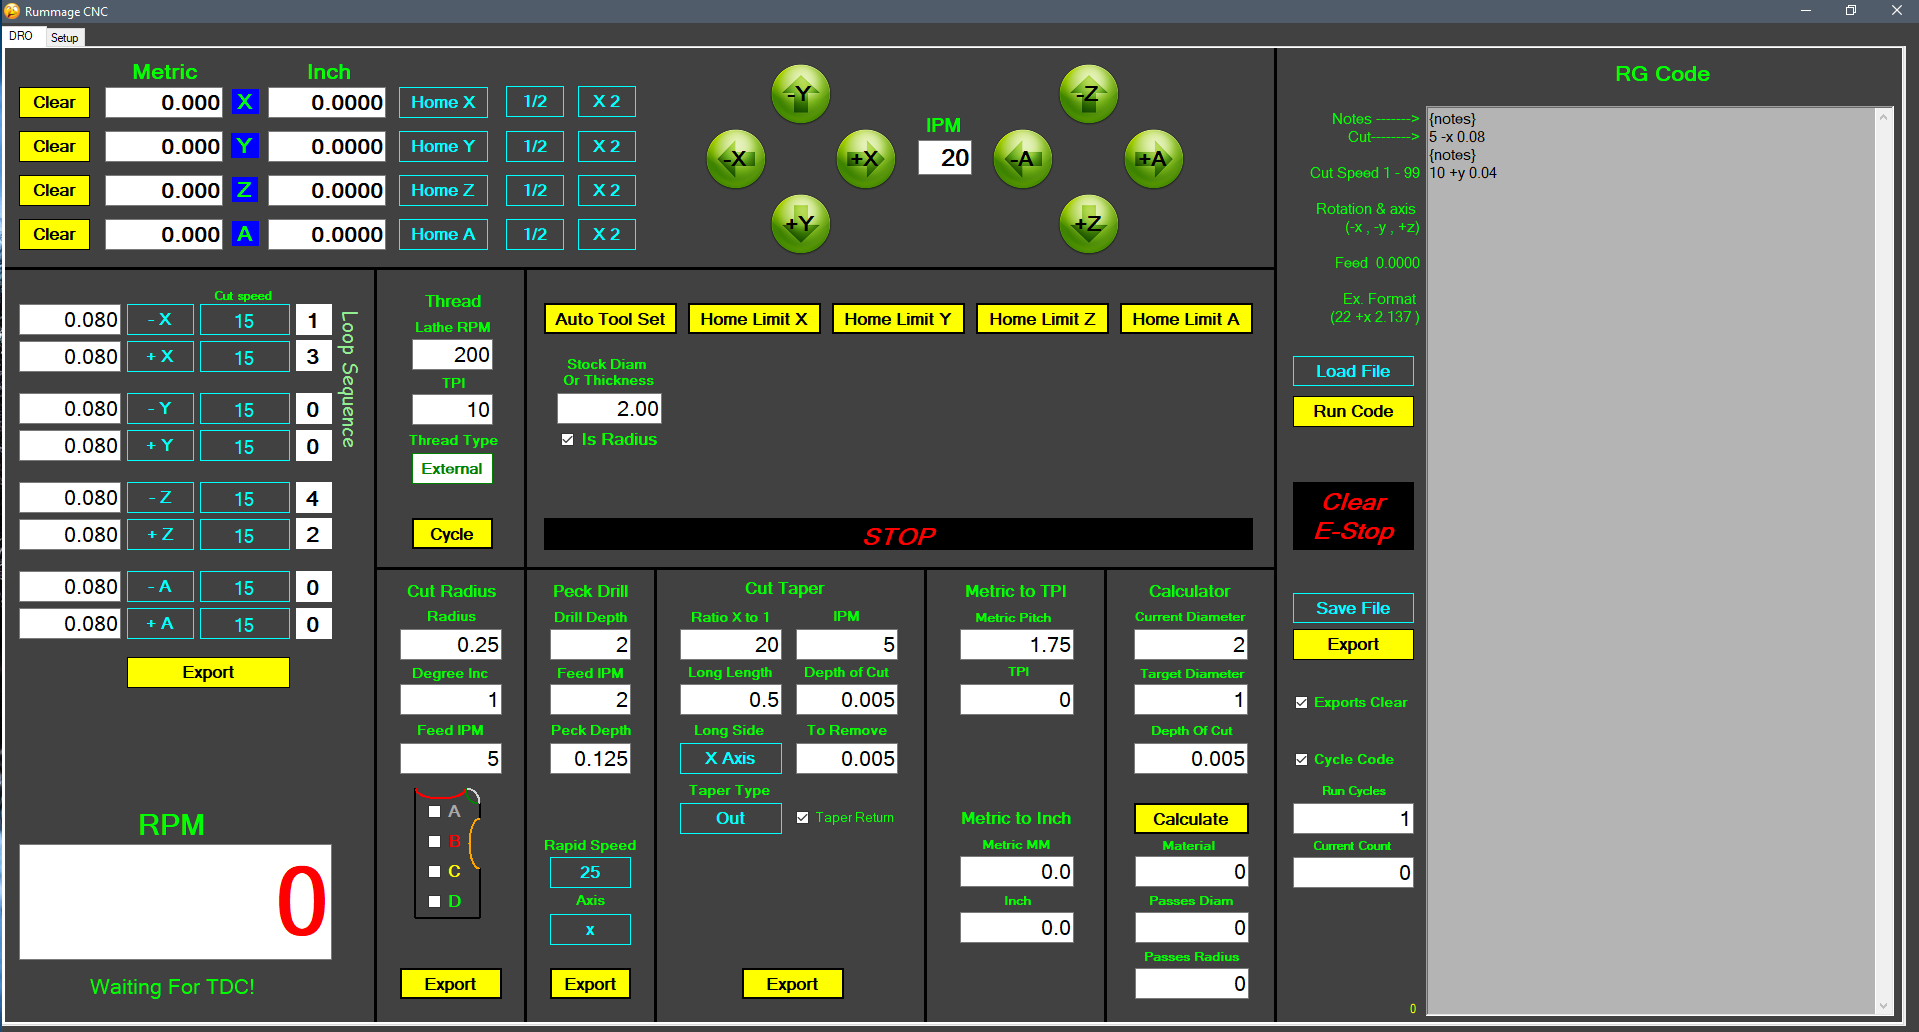 Rummage CNC
DRO Setup
Metric Inch
Clear 0.000 X 0.0000 Home X 1/2 X 2
Clear 0.000 Y 0.0000 Home Y 1/2 X 2
Clear 0.000 Z 0.0000 Home Z 1/2 X 2
Clear 0.000 A 0.0000 Home A 1/2 X 2
-Y
-X +X
+Y
IPM
20
-Z
-A +A
+Z
Cut speed
0.080 - X 15 1
0.080 + X 15 3
0.080 - Y 15 0
0.080 + Y 15 0
0.080 - Z 15 4
0.080 + Z 15 2
0.080 - A 15 0
0.080 + A 15 0
Loop Sequence
Export
RPM
0
Waiting For TDC!
Thread
Lathe RPM
200
TPI
10
Thread Type
External
Cycle
Auto Tool Set Home Limit X Home Limit Y Home Limit Z Home Limit A
Stock Diam
Or Thickness
2.00
Is Radius
STOP
Cut Radius
Radius
0.25
Degree Inc
1
Feed IPM
5
A
B
C
D
Export
Peck Drill
Drill Depth
2
Feed IPM
2
Peck Depth
0.125
Rapid Speed
25
Axis
x
Export
Cut Taper
Ratio X to 1 IPM
20 5
Long Length Depth of Cut
0.5 0.005
Long Side To Remove
X Axis 0.005
Taper Type
Out Taper Return
Export
Metric to TPI
Metric Pitch
1.75
TPI
0
Metric to Inch
Metric MM
0.0
Inch
0.0
Calculator
Current Diameter
2
Target Diameter
1
Depth Of Cut
0.005
Calculate
Material
0
Passes Diam
0
Passes Radius
0
RG Code
Notes ------->
Cut-------->
Cut Speed 1 - 99
Rotation & axis
(-x , -y , +z)
Feed 0.0000
Ex. Format
(22 +x 2.137 )
Load File
Run Code
Clear
E-Stop
Save File
Export
Exports Clear
Cycle Code
Run Cycles
1
Current Count
0
0
{notes}
5 -x 0.08
{notes}
10 +y 0.04